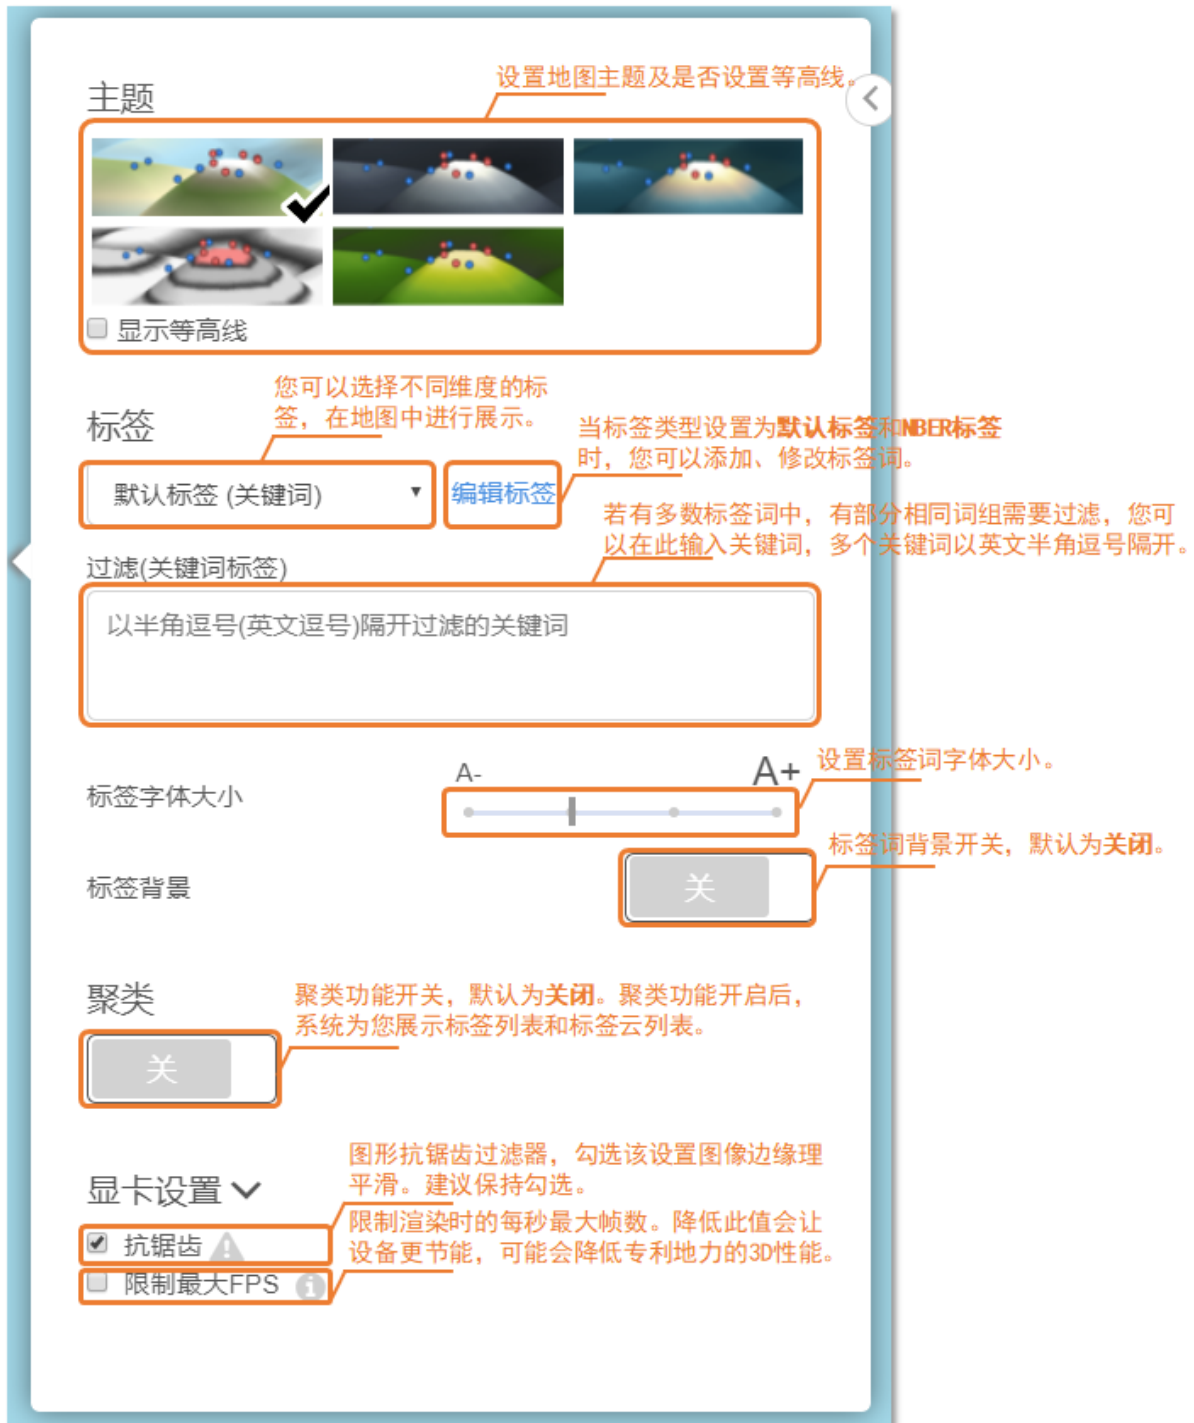 主题
设置地图主题及是否设置等高线。
显示等高线
您可以选择不同维度的标
签，在地图中进行展示。
标签
当标签类型设置为默认标签和NBER标签
时，您可以添加、修改标签词。
默认标签 (关键词)
编辑标签
若有多数标签词中，有部分相同词组需要过滤，您可
以在此输入关键词，多个关键词以英文半角逗号隔开。
过滤(关键词标签)
以半角逗号(英文逗号)隔开过滤的关键词
设置标签词字体大小。
A-
A+
标签字体大小
标签词背景开关，默认为关闭。
标签背景
关
聚类
聚类功能开关，默认为关闭。聚类功能开启后，
系统为您展示标签列表和标签云列表。
关
图形抗锯齿过滤器，勾选该设置图像边缘理
平滑。建议保持勾选。
显卡设置
限制渲染时的每秒最大帧数。降低此值会让
设备更节能，可能会降低专利地力的3D性能。
抗锯齿
限制最大FPS